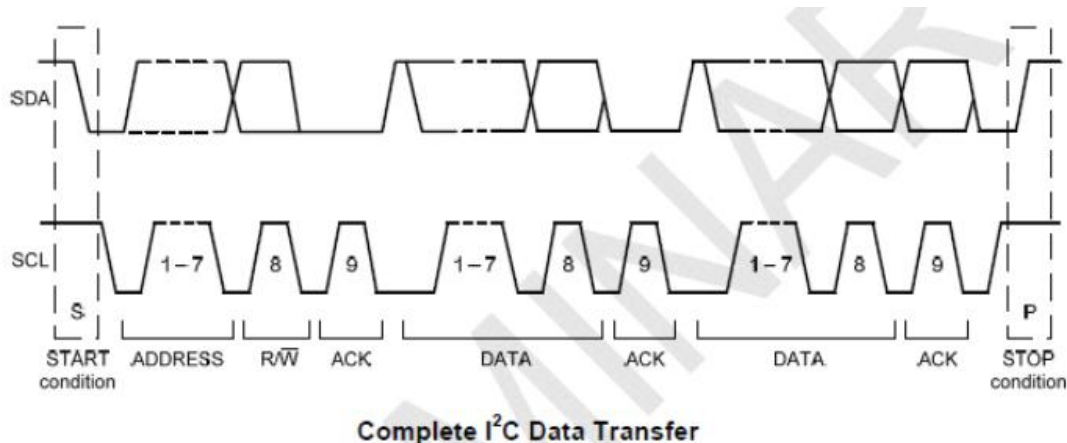 SDA
SCL
1–7 8 9 1–7 8 9 1–7 8 9
S P
START condition ADDRESS R/W̅ ACK DATA ACK DATA ACK STOP condition
Complete I²C Data Transfer
MINAR